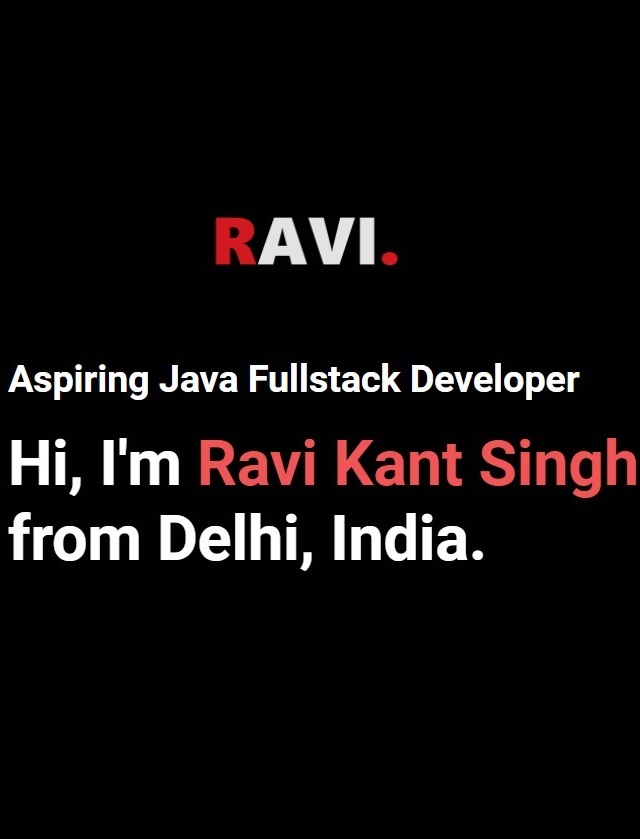 RAVI.
Aspiring Java Fullstack Developer
Hi, I'm Ravi Kant Singh
from Delhi, India.